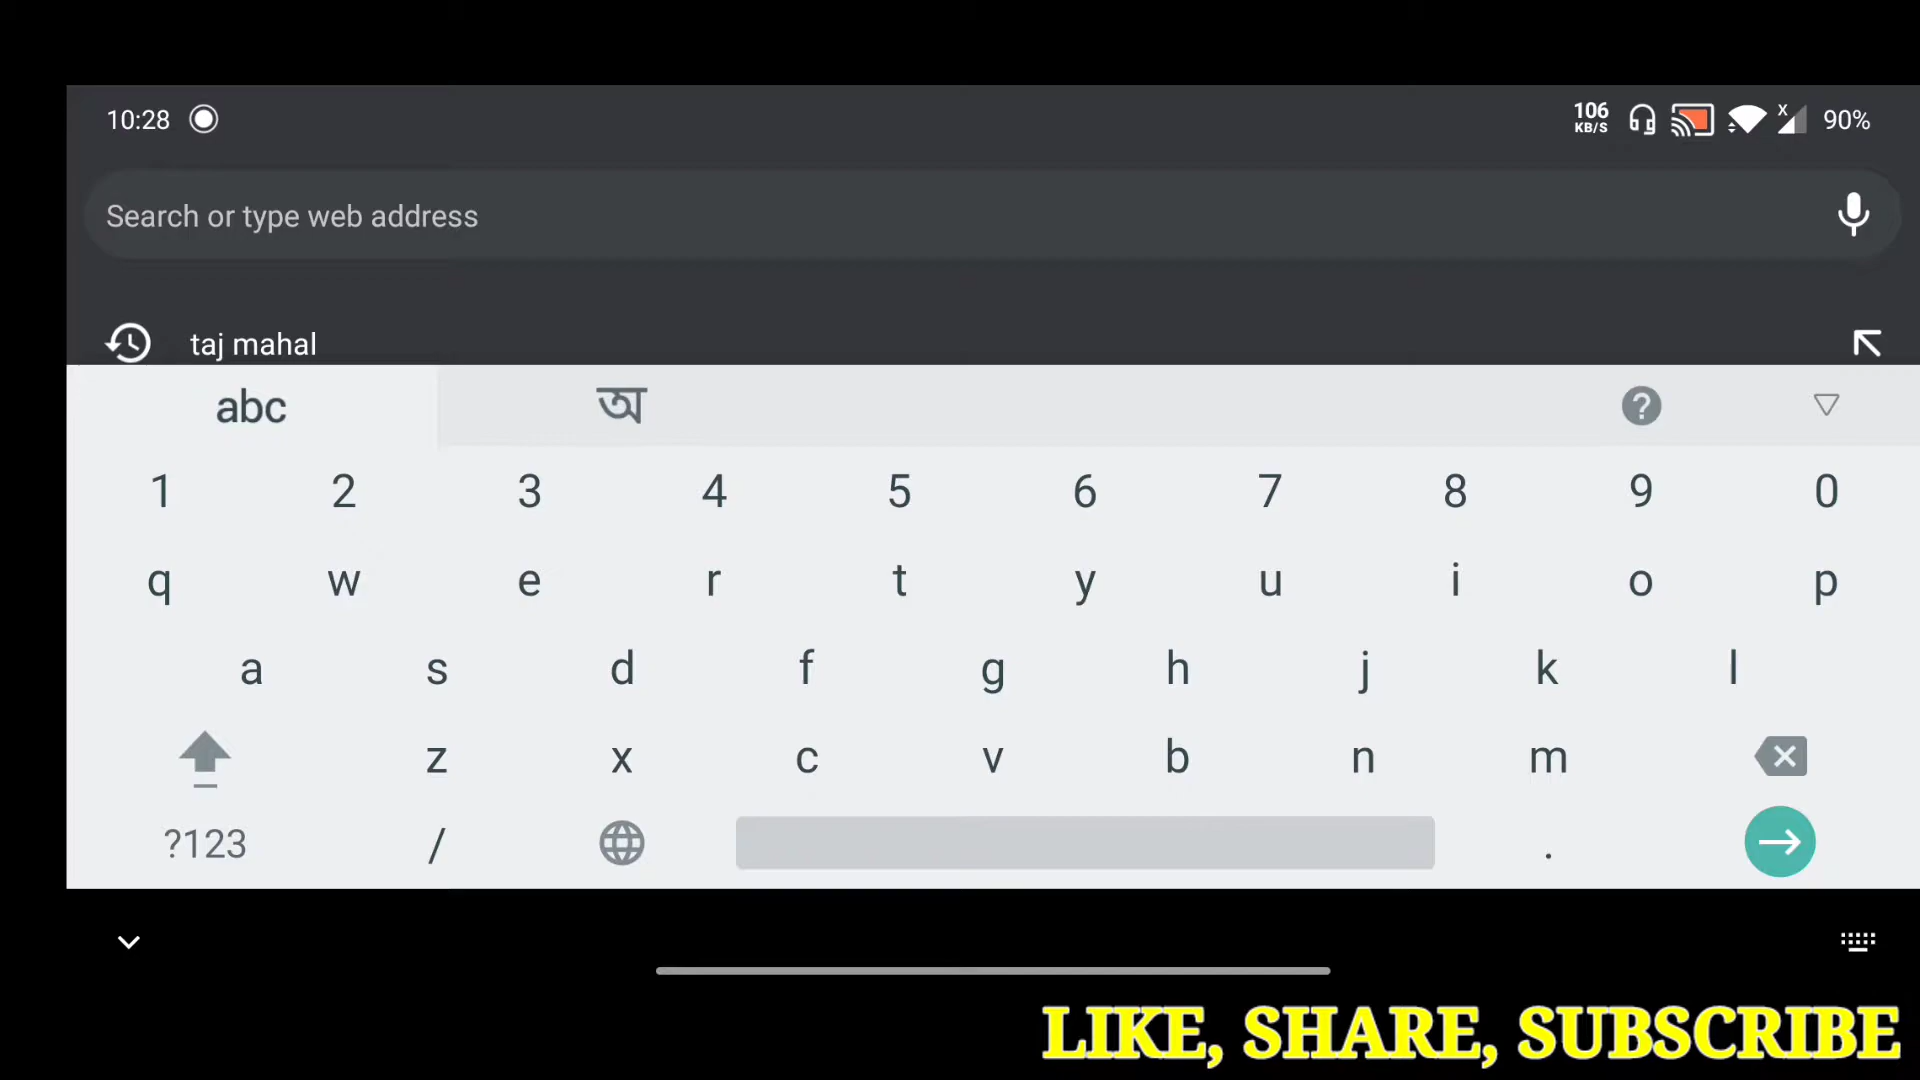 10:28 106 KB/S x 90%
Search or type web address
taj mahal
abc অ ?
1 2 3 4 5 6 7 8 9 0
q w e r t y u i o p
a s d f g h j k l
z x c v b n m
?123 / .
LIKE, SHARE, SUBSCRIBE